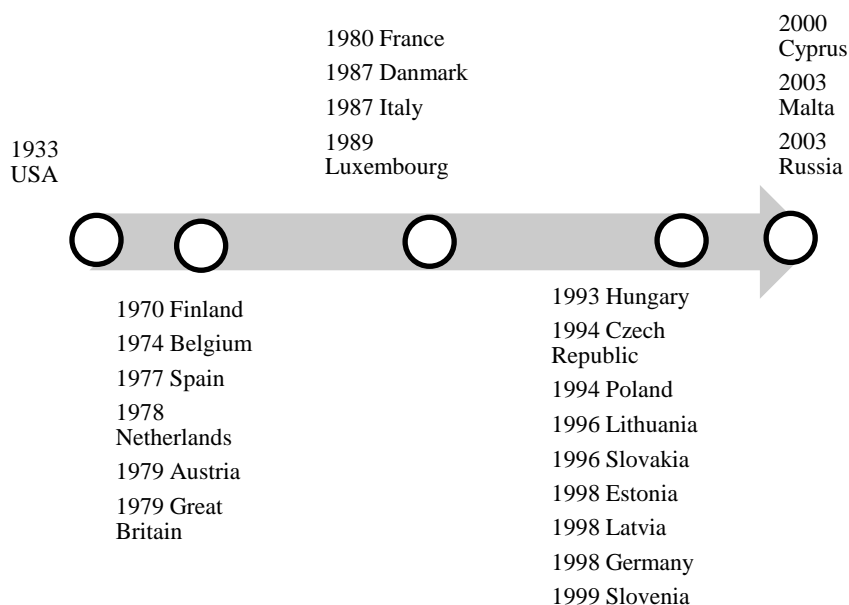 1933
USA
1970 Finland
1974 Belgium
1977 Spain
1978
Netherlands
1979 Austria
1979 Great
Britain
1980 France
1987 Danmark
1987 Italy
1989
Luxembourg
1993 Hungary
1994 Czech
Republic
1994 Poland
1996 Lithuania
1996 Slovakia
1998 Estonia
1998 Latvia
1998 Germany
1999 Slovenia
2000
Cyprus
2003
Malta
2003
Russia